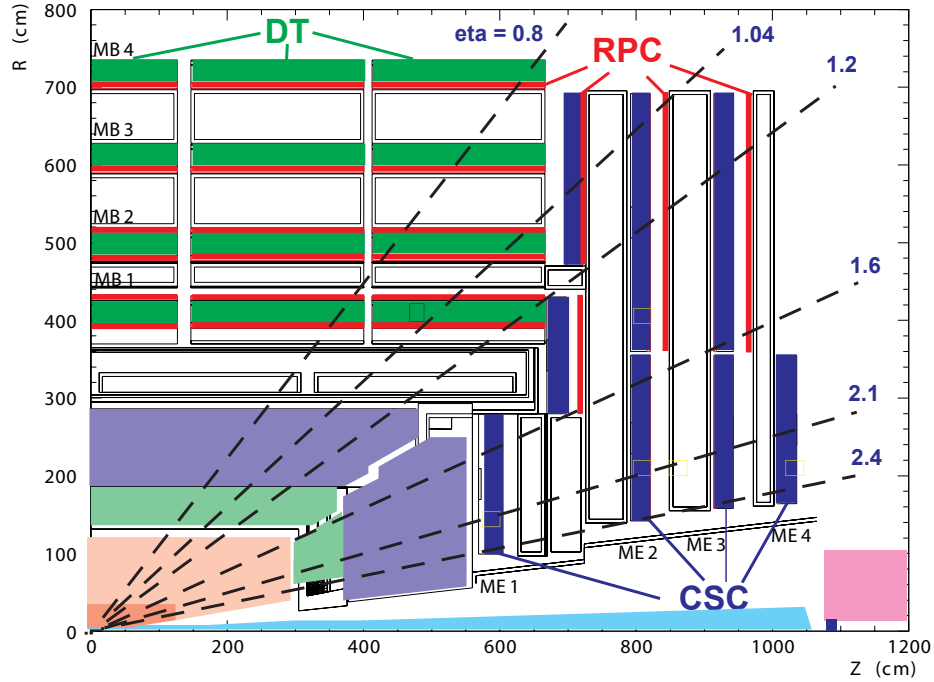 R (cm)
800
700
600
500
400
300
200
100
0
MB 4
MB 3
MB 2
MB 1
DT
eta = 0.8
1.04
1.2
RPC
1.6
2.1
2.4
ME 1
ME 2
ME 3
ME 4
CSC
0
200
400
600
800
1000
1200
Z (cm)